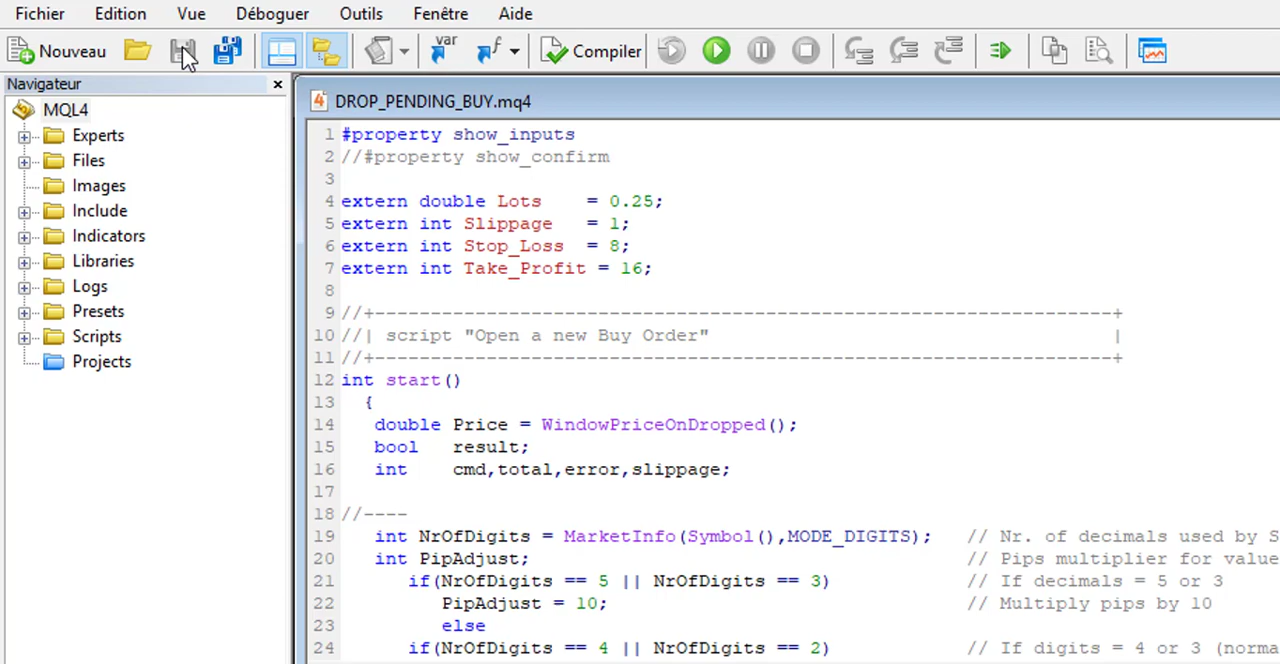 Fichier Edition Vue Déboguer Outils Fenêtre Aide
Nouveau var f Compiler
Navigateur x
MQL4
Experts
Files
Images
Include
Indicators
Libraries
Logs
Presets
Scripts
Projects
4 DROP_PENDING_BUY.mq4
1 #property show_inputs
2 //#property show_confirm
3
4 extern double Lots = 0.25;
5 extern int Slippage = 1;
6 extern int Stop_Loss = 8;
7 extern int Take_Profit = 16;
8
9 //+------------------------------------------------------------------+
10 //| script "Open a new Buy Order" |
11 //+------------------------------------------------------------------+
12 int start()
13 {
14 double Price = WindowPriceOnDropped();
15 bool result;
16 int cmd,total,error,slippage;
17
18 //----
19 int NrOfDigits = MarketInfo(Symbol(),MODE_DIGITS); // Nr. of decimals used by S
20 int PipAdjust; // Pips multiplier for value
21 if(NrOfDigits == 5 || NrOfDigits == 3) // If decimals = 5 or 3
22 PipAdjust = 10; // Multiply pips by 10
23 else
24 if(NrOfDigits == 4 || NrOfDigits == 2) // If digits = 4 or 3 (norma